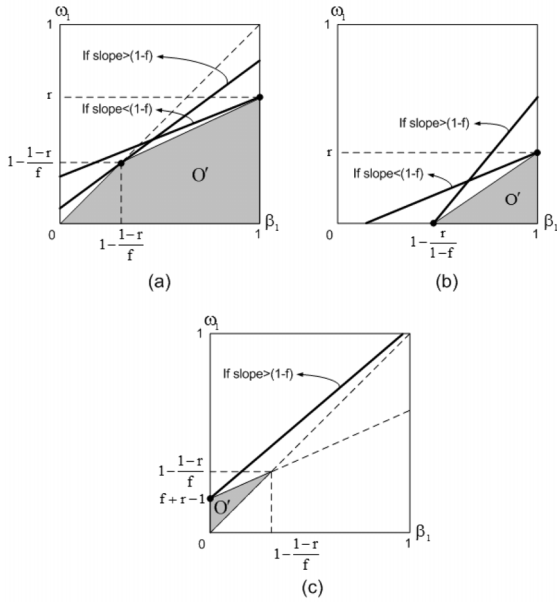 ω₁
1
If slope>(1-f)
r
If slope<(1-f)
1-(1-r)/f
O′
0
1-(1-r)/f
1
β₁
(a)
ω₁
1
If slope>(1-f)
r
If slope<(1-f)
O′
0
1-r/(1-f)
1
β₁
(b)
ω₁
1
If slope>(1-f)
1-(1-r)/f
f+r-1
O′
0
1-(1-r)/f
1
β₁
(c)